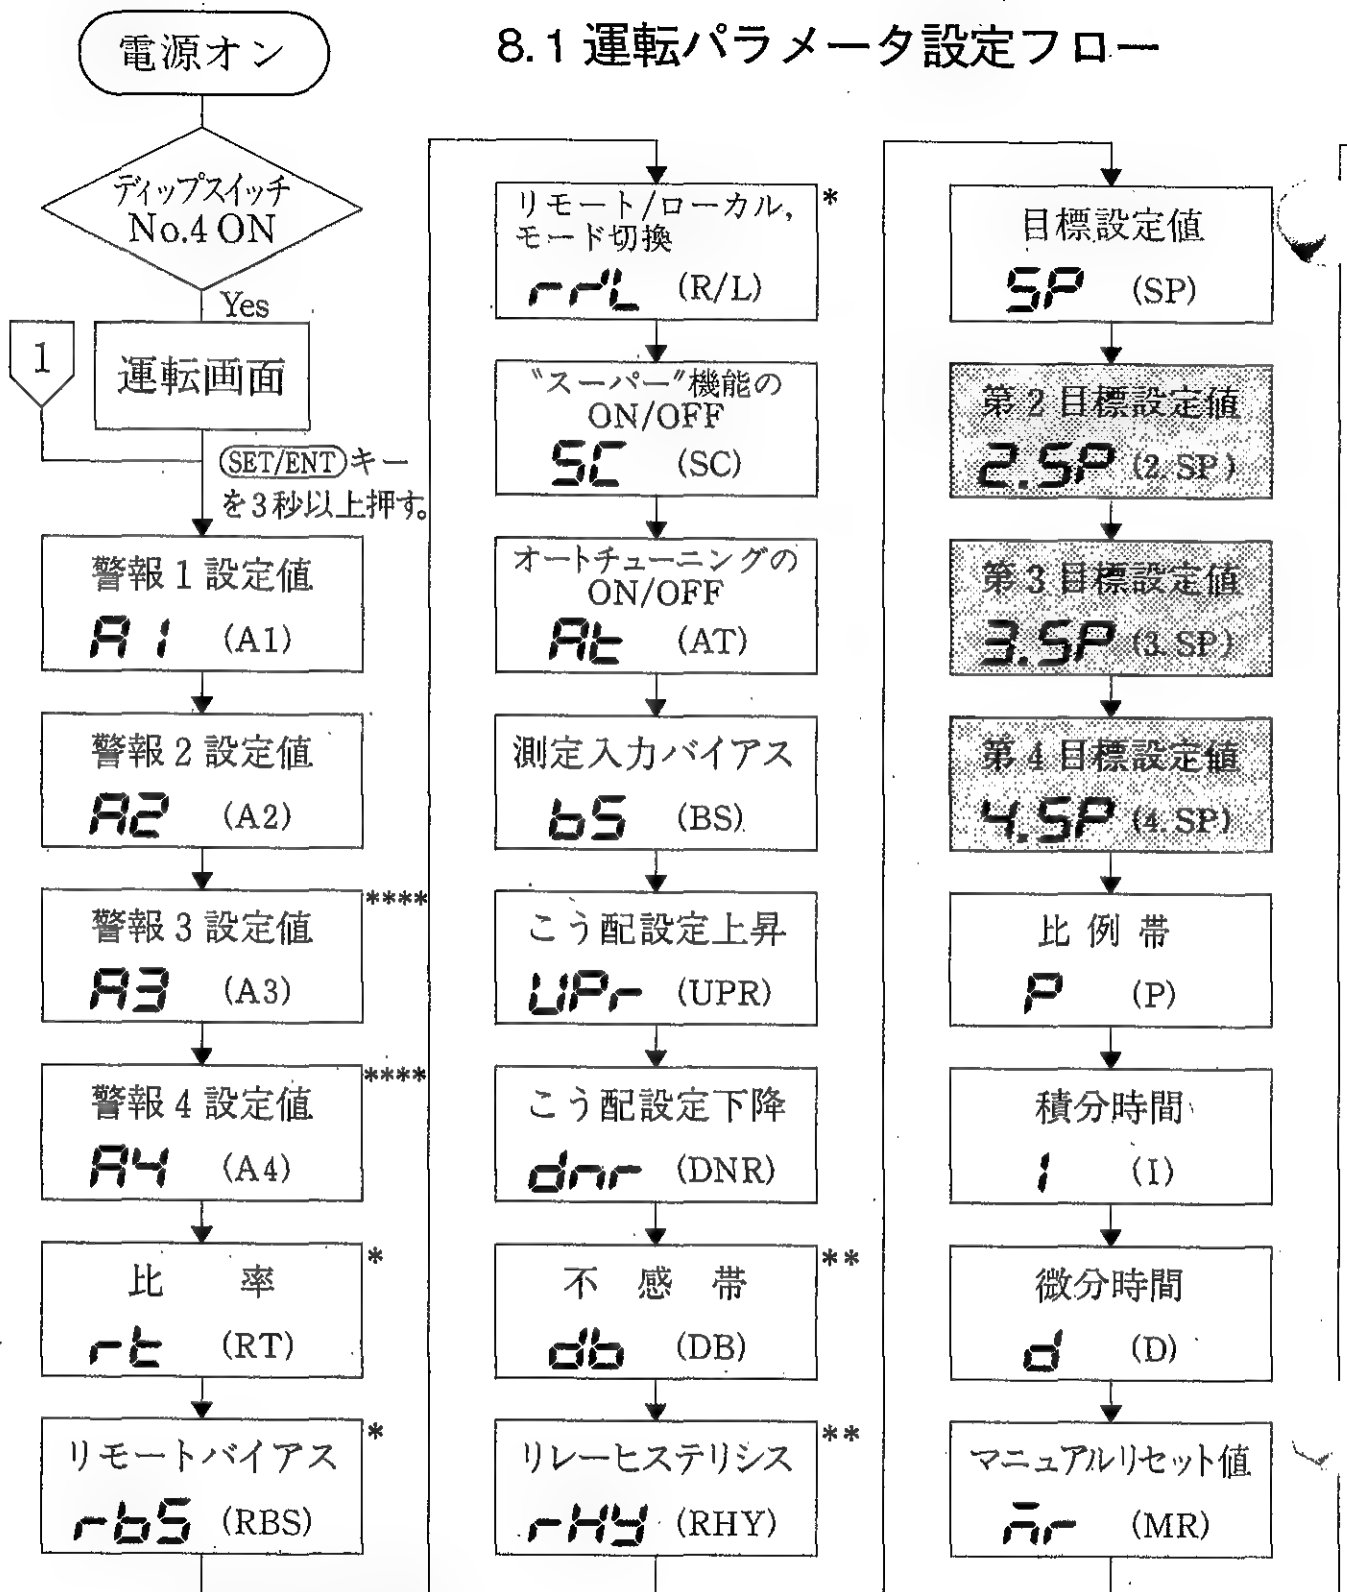 8.1 運転パラメータ設定フロー
電源オン
ディップスイッチ
No.4 ON
Yes
1
運転画面
SET/ENTキー
を3秒以上押す。
警報1設定値
A1 (A1)
警報2設定値
A2 (A2)
****
警報3設定値
A3 (A3)
****
警報4設定値
A4 (A4)
*
比率
rt (RT)
*
リモートバイアス
rbS (RBS)
*
リモート/ローカル,
モード切換
rr'L (R/L)
"スーパー"機能の
ON/OFF
SC (SC)
オートチューニングの
ON/OFF
At (AT)
測定入力バイアス
bS (BS)
こう配設定上昇
UPr (UPR)
こう配設定下降
dnr (DNR)
**
不感帯
db (DB)
**
リレーヒステリシス
rHY (RHY)
目標設定値
SP (SP)
第2目標設定値
2.SP (2.SP)
第3目標設定値
3.SP (3.SP)
第4目標設定値
4.SP (4.SP)
比例帯
P (P)
積分時間
I (I)
微分時間
d (D)
マニュアルリセット値
n̄r (MR)